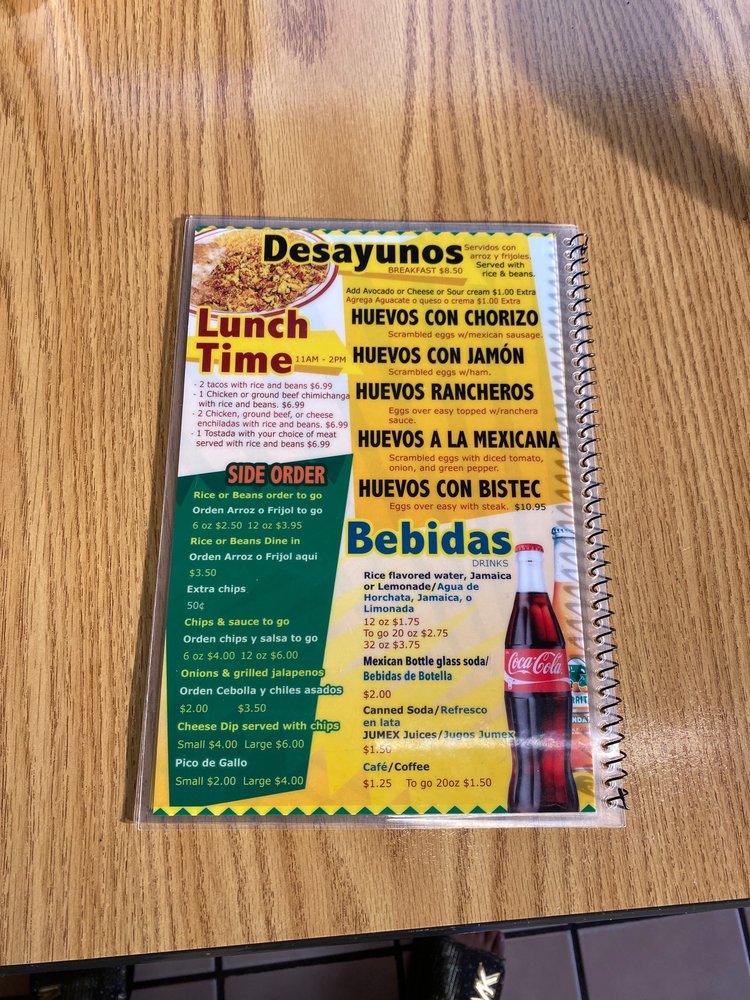 Desayunos
BREAKFAST $8.50
Servidos con
arroz y frijoles.
Served with
rice & beans.
Add Avocado or Cheese or Sour cream $1.00 Extra
Agrega Aguacate o queso o crema $1.00 Extra
HUEVOS CON CHORIZO
Scrambled eggs w/mexican sausage.
HUEVOS CON JAMÓN
Scrambled eggs w/ham.
HUEVOS RANCHEROS
Eggs over easy topped w/ranchera
sauce.
HUEVOS A LA MEXICANA
Scrambled eggs with diced tomato,
onion, and green pepper.
HUEVOS CON BISTEC
Eggs over easy with steak. $10.95
Lunch
Time 11AM - 2PM
- 2 tacos with rice and beans $6.99
- 1 Chicken or ground beef chimichanga
with rice and beans. $6.99
- 2 Chicken, ground beef, or cheese
enchiladas with rice and beans. $6.99
- 1 Tostada with your choice of meat
served with rice and beans $6.99
SIDE ORDER
Rice or Beans order to go
Orden Arroz o Frijol to go
6 oz $2.50 12 oz $3.95
Rice or Beans Dine in
Orden Arroz o Frijol aqui
$3.50
Extra chips
50¢
Chips & sauce to go
Orden chips y salsa to go
6 oz $4.00 12 oz $6.00
Onions & grilled jalapenos
Orden Cebolla y chiles asados
$2.00 $3.50
Cheese Dip served with chips
Small $4.00 Large $6.00
Pico de Gallo
Small $2.00 Large $4.00
Bebidas
DRINKS
Rice flavored water, Jamaica
or Lemonade/Agua de
Horchata, Jamaica, o
Limonada
12 oz $1.75
To go 20 oz $2.75
32 oz $3.75
Mexican Bottle glass soda/
Bebidas de Botella
$2.00
Canned Soda/Refresco
en lata
JUMEX Juices/Jugos Jumex
$1.50
Café/Coffee
$1.25 To go 20oz $1.50
Coca-Cola